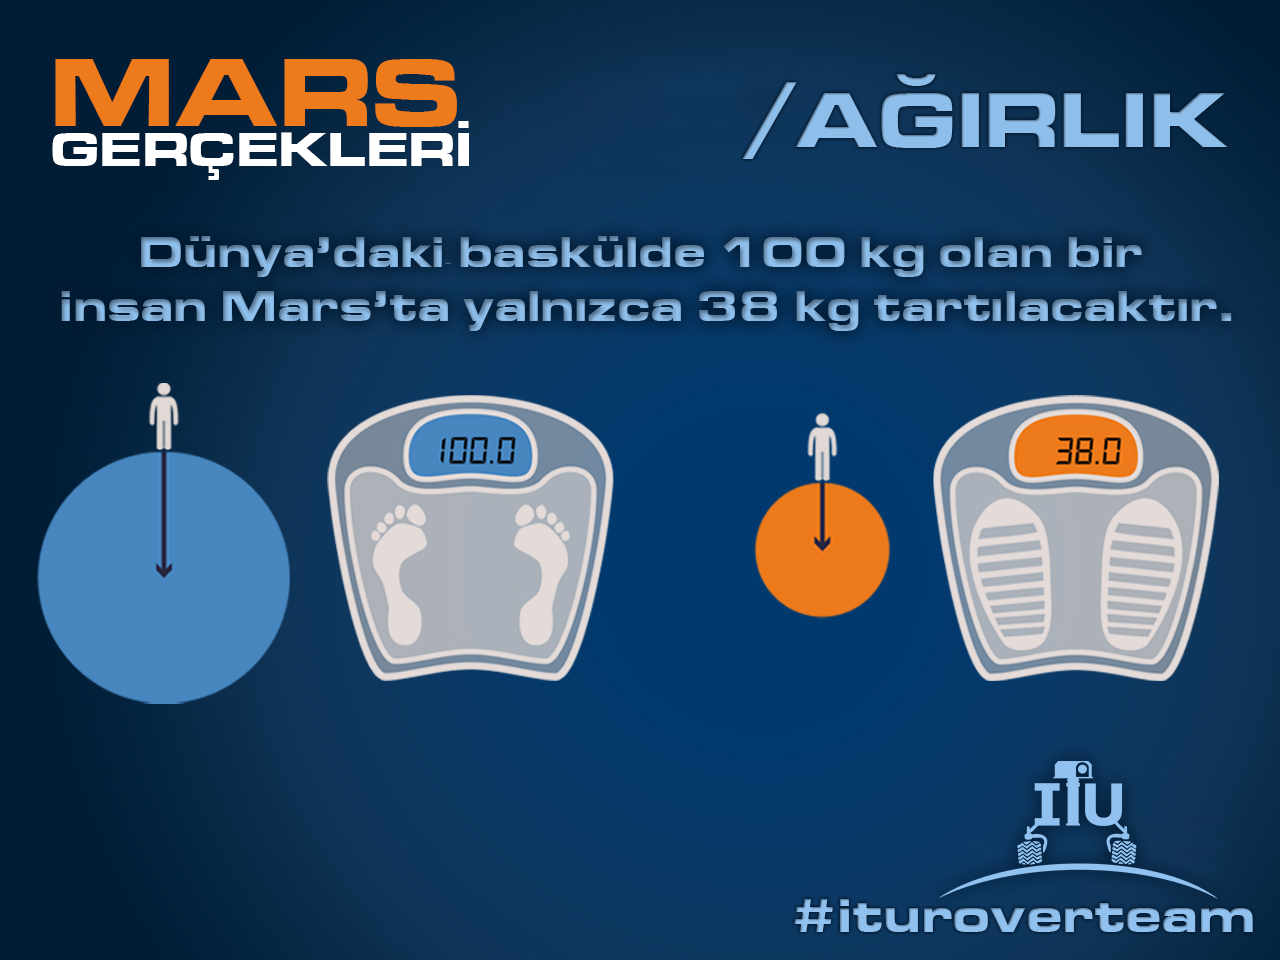 MARS
GERÇEKLERİ
/AĞIRLIK
Dünya'daki baskülde 100 kg olan bir
insan Mars'ta yalnızca 38 kg tartılacaktır.
100.0
38.0
ITU
#ituroverteam